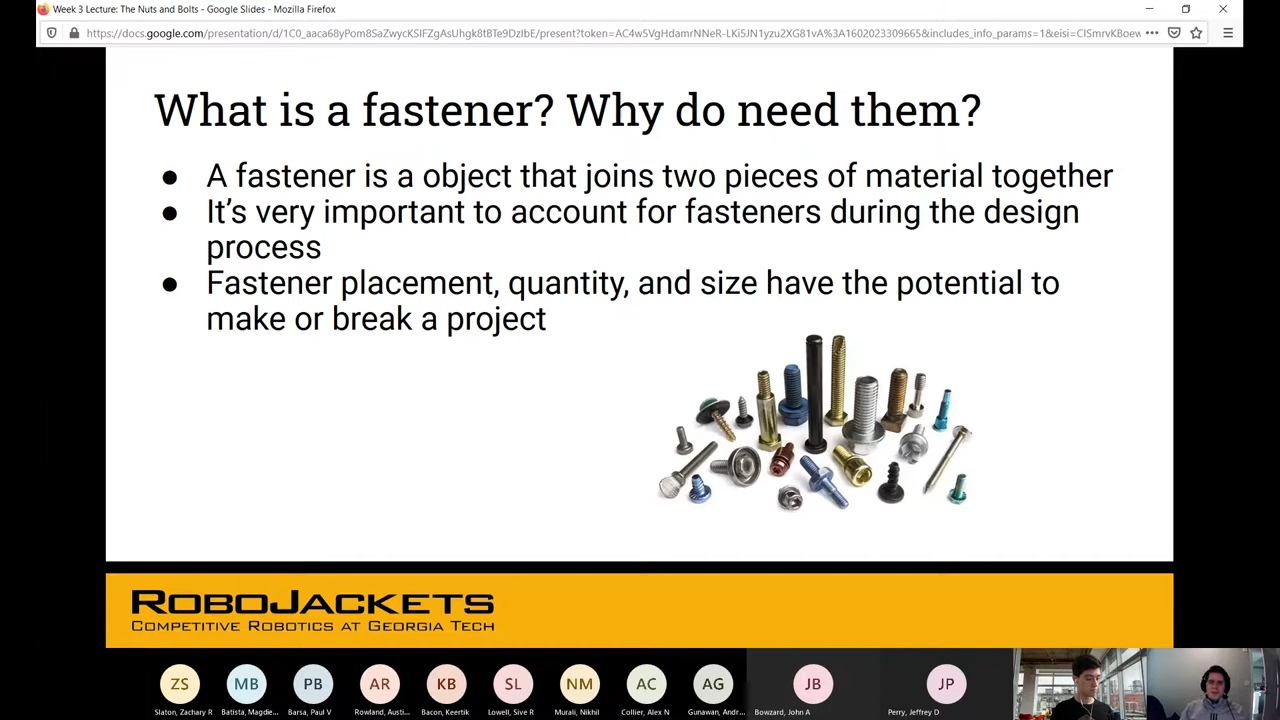 Week 3 Lecture: The Nuts and Bolts - Google Slides - Mozilla Firefox
https://docs.google.com/presentation/d/1C0_aaca68yPom8SaZwycKSIFZgAsUhgk8tBTe9DzIbE/present?token=AC4w5VgHdamrNNeR-LKi5JN1yzu2XG81vA%3A1602023309665&includes_info_params=1&eisi=CISmrvKBoew
What is a fastener? Why do need them?
● A fastener is a object that joins two pieces of material together
● It's very important to account for fasteners during the design
process
● Fastener placement, quantity, and size have the potential to
make or break a project
ROBOJACKETS
COMPETITIVE ROBOTICS AT GEORGIA TECH
ZS MB PB AR KB SL NM AC AG JB JP
Slaton, Zachary R Batista, Magdie... Barsa, Paul V Rowland, Austi... Bacon, Keertik Lowell, Sive R Murali, Nikhil Collier, Alex N Gunawan, Andr... Bowzard, John A Perry, Jeffrey D